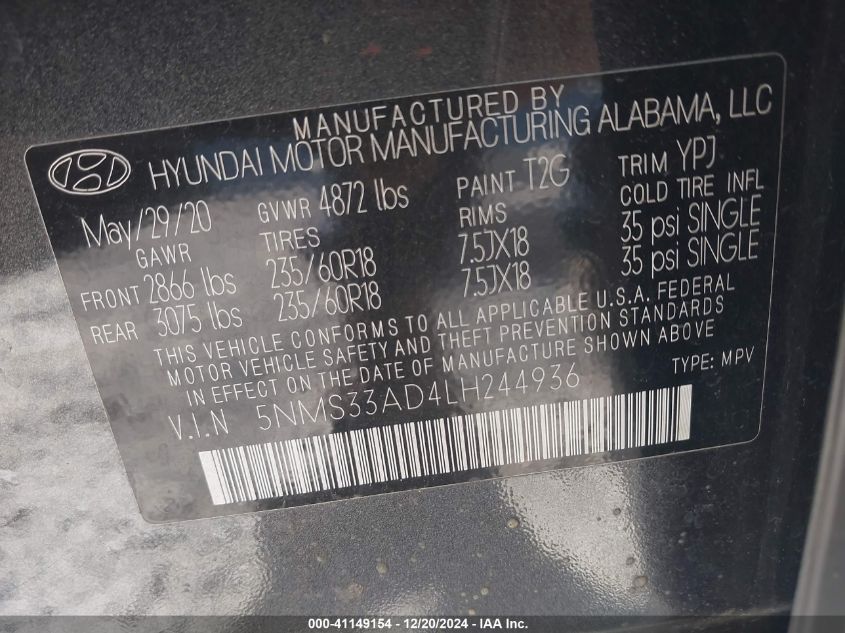 MANUFACTURED BY
HYUNDAI MOTOR MANUFACTURING ALABAMA, LLC
May/29/20 GVWR 4872 lbs PAINT T2G TRIM YPJ
GAWR TIRES RIMS COLD TIRE INFL
FRONT 2866 lbs 235/60R18 7.5JX18 35 psi SINGLE
REAR 3075 lbs 235/60R18 7.5JX18 35 psi SINGLE
THIS VEHICLE CONFORMS TO ALL APPLICABLE U.S.A. FEDERAL
MOTOR VEHICLE SAFETY AND THEFT PREVENTION STANDARDS
IN EFFECT ON THE DATE OF MANUFACTURE SHOWN ABOVE
V.I.N 5NMS33AD4LH244936 TYPE: MPV
000-41149154 - 12/20/2024 - IAA Inc.